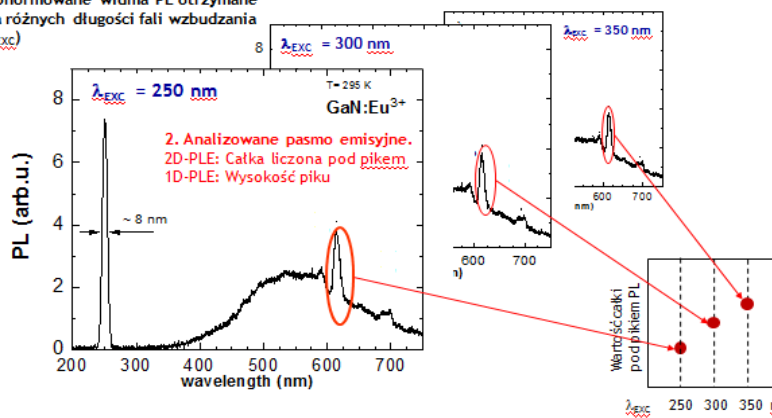 widma PL otrzymane
różnych długości fali wzbudzania
EXC)
λEXC = 250 nm
T= 295 K
GaN:Eu3+
2. Analizowane pasmo emisyjne.
2D-PLE: Całka liczona pod pikem
1D-PLE: Wysokość piku
~ 8 nm
PL (arb.u.)
8
6
4
2
0
200 300 400 500 600 700
wavelength (nm)
8
λEXC = 300 nm
600 700
λEXC = 350 nm
600 700
nm)
Wartość całki
pod pikiem PL
λEXC 250 300 350